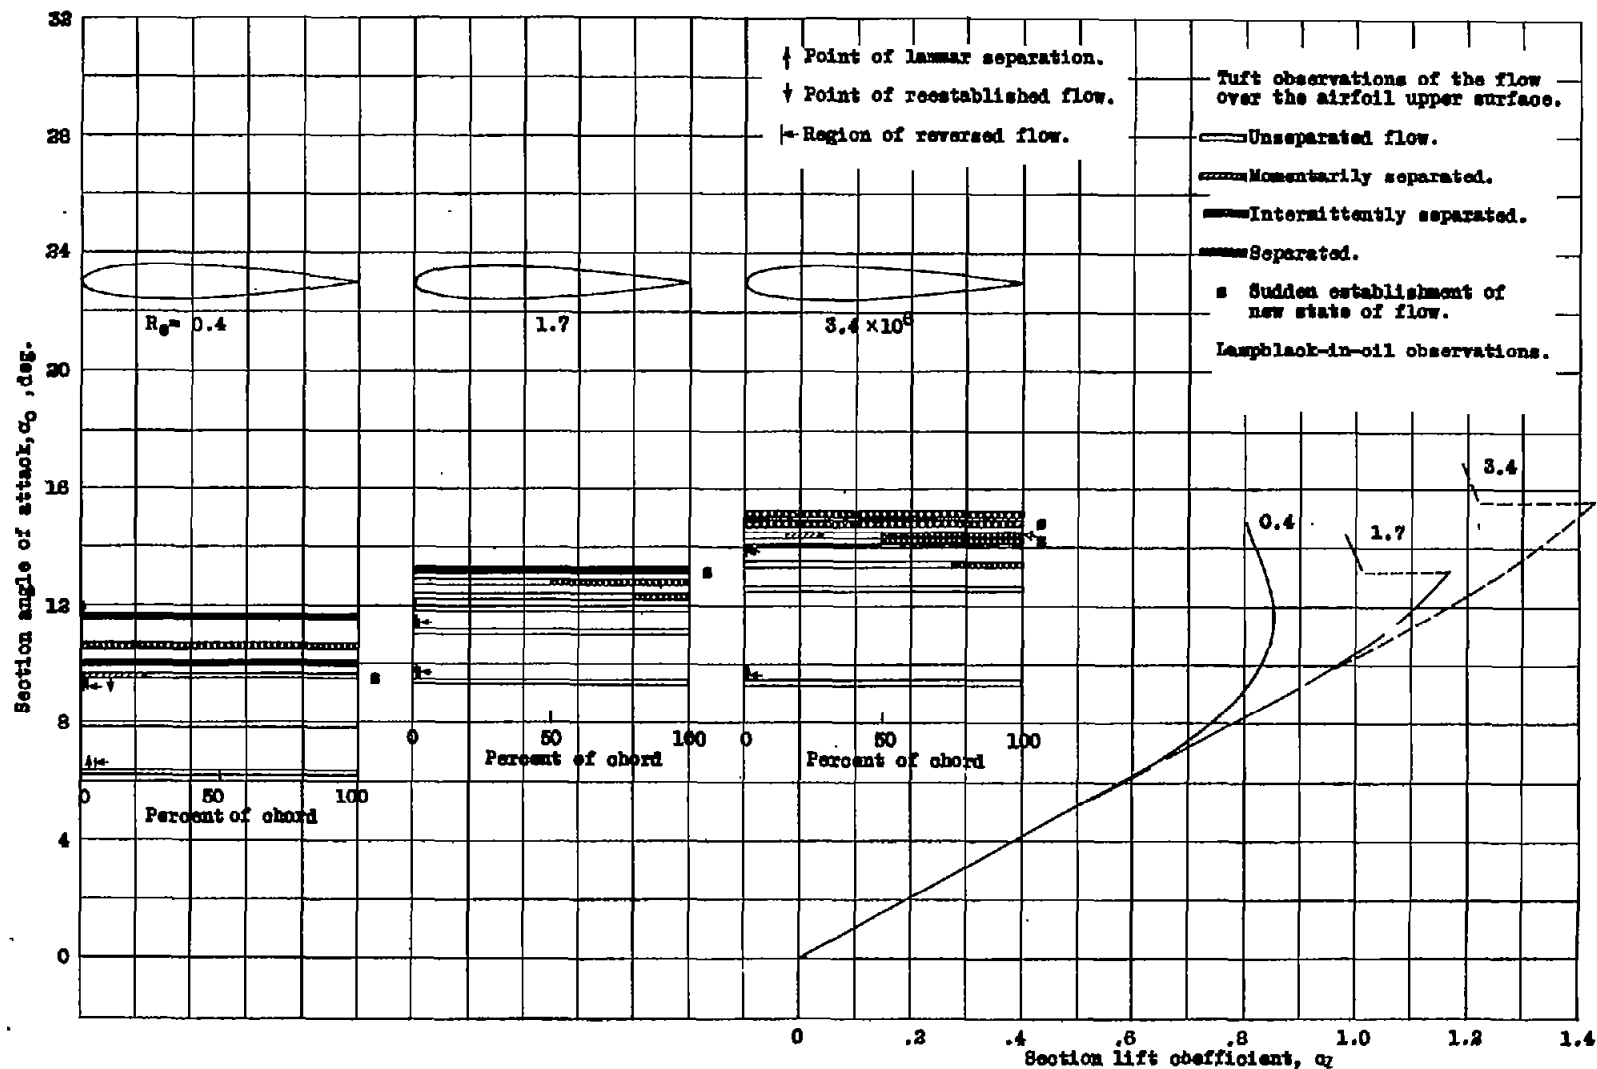 32
28
24
20
16
12
8
4
0
Section angle of attack, α₀, deg.
Point of lammar separation.
Point of reestablished flow.
Region of reversed flow.
Tuft observations of the flow
over the airfoil upper surface.
Unseparated flow.
Momentarily separated.
Intermittently separated.
Separated.
s Sudden establishment of
new state of flow.
Lampblack-in-oil observations.
Re= 0.4
1.7
3.4 ×10⁶
s
s
s
s
3.4
0.4
1.7
0 50 100
Percent of chord
0 50 100
Percent of chord
0 50 100
Percent of chord
0 .2 .4 .6 .8 1.0 1.2 1.4
Section lift coefficient, cl